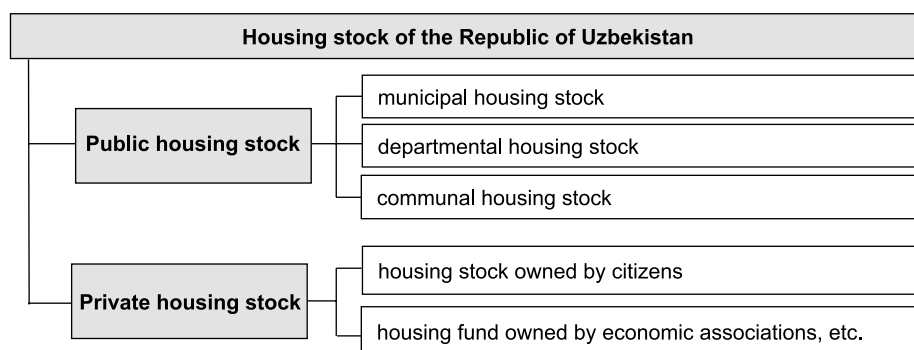 Housing stock of the Republic of Uzbekistan
Public housing stock
municipal housing stock
departmental housing stock
communal housing stock
Private housing stock
housing stock owned by citizens
housing fund owned by economic associations, etc.